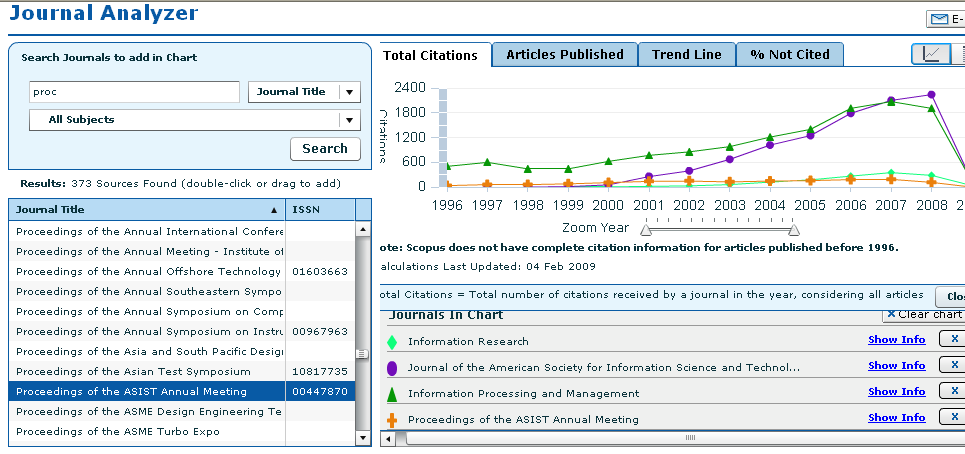 Journal Analyzer
E-
Search Journals to add in Chart
proc
Journal Title
All Subjects
Search
Results: 373 Sources Found (double-click or drag to add)
Journal Title ISSN
Proceedings of the Annual International Confere
Proceedings of the Annual Meeting - Institute of
Proceedings of the Annual Offshore Technology 01603663
Proceedings of the Annual Southeastern Sympo
Proceedings of the Annual Symposium on Comp
Proceedings of the Annual Symposium on Instru 00967963
Proceedings of the Asia and South Pacific Design
Proceedings of the Asian Test Symposium 10817735
Proceedings of the ASIST Annual Meeting 00447870
Proceedings of the ASME Design Engineering Te
Proceedings of the ASME Turbo Expo
Total Citations Articles Published Trend Line % Not Cited
Citations
2400
1800
1200
600
0
1996 1997 1998 1999 2000 2001 2002 2003 2004 2005 2006 2007 2008 2
Zoom Year
ote: Scopus does not have complete citation information for articles published before 1996.
alculations Last Updated: 04 Feb 2009
otal Citations = Total number of citations received by a journal in the year, considering all articles
Clo
Journals In Chart
X Clear chart
Information Research Show Info X
Journal of the American Society for Information Science and Technol... Show Info X
Information Processing and Management Show Info X
Proceedings of the ASIST Annual Meeting Show Info X